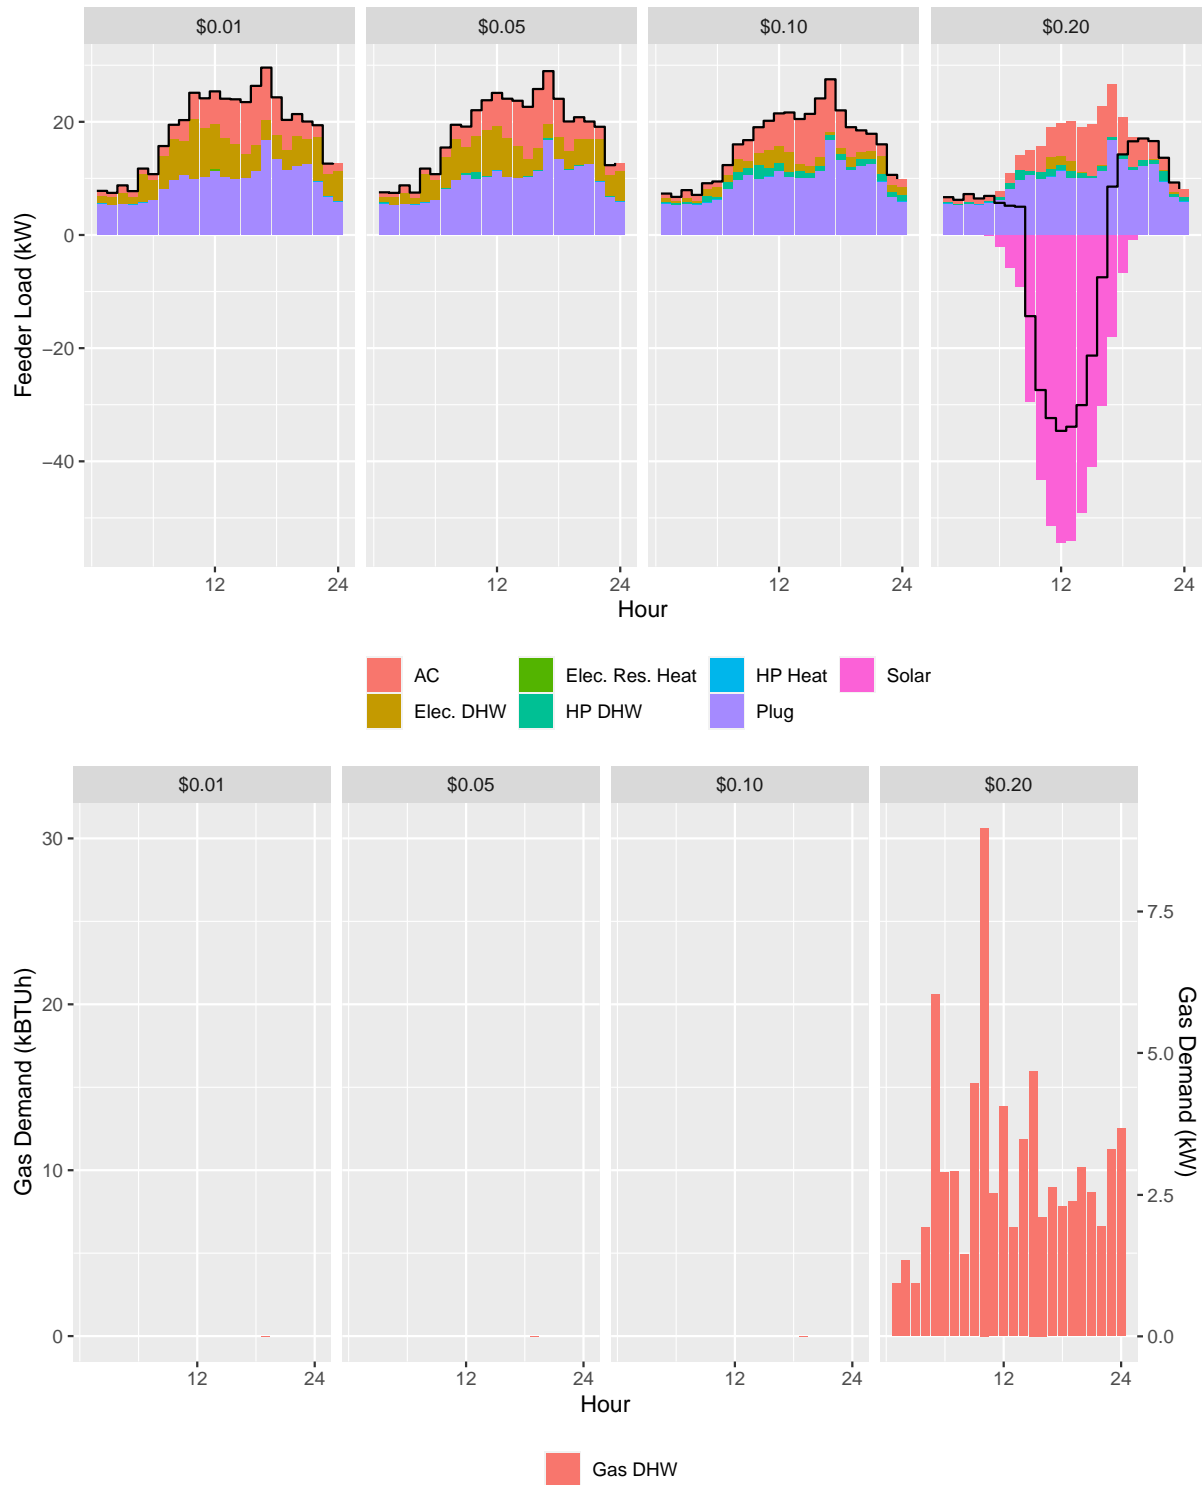 $0.01 $0.05 $0.10 $0.20
20
0
−20
−40
Feeder Load (kW)
12 24 12 24 12 24 12 24
Hour
AC Elec. Res. Heat HP Heat Solar
Elec. DHW HP DHW Plug
$0.01 $0.05 $0.10 $0.20
30
20
10
0
Gas Demand (kBTUh)
7.5
5.0
2.5
0.0
Gas Demand (kW)
12 24 12 24 12 24 12 24
Hour
Gas DHW